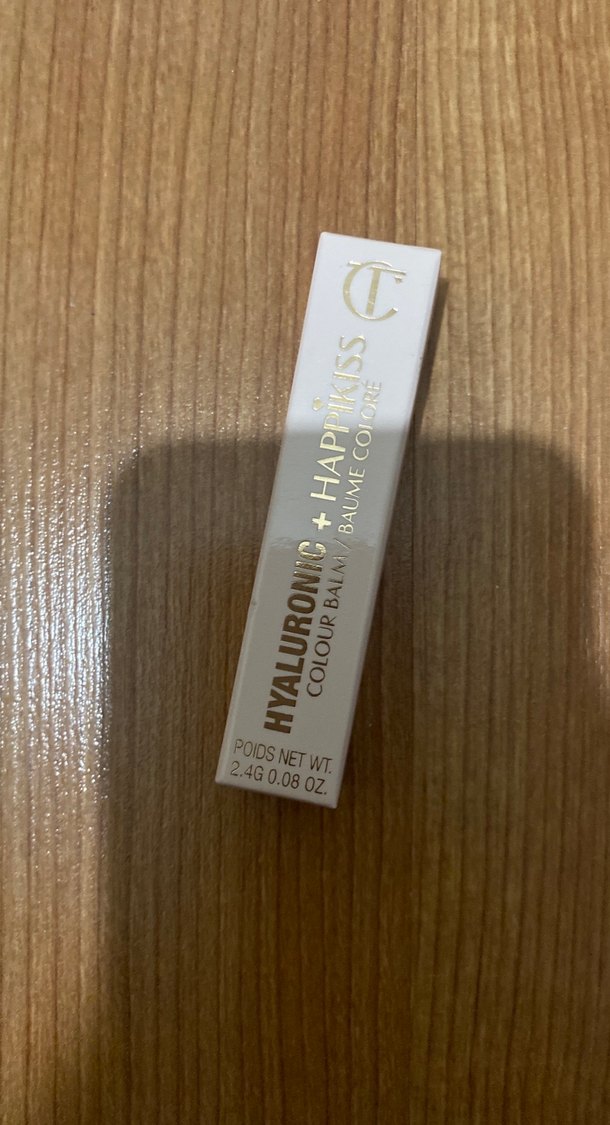 CT
HYALURONIC + HAPPIKISS
COLOUR BALM / BAUME COLORÉ
POIDS NET WT.
2.4G 0.08 OZ.